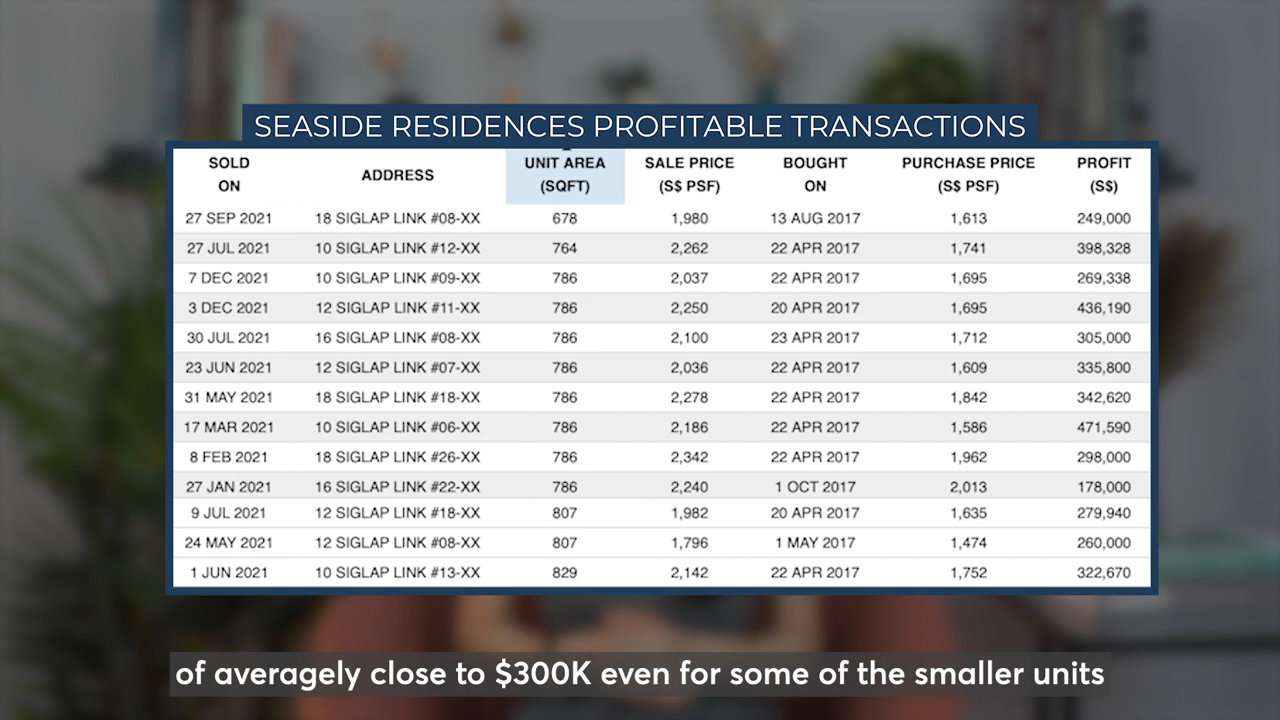 SEASIDE RESIDENCES PROFITABLE TRANSACTIONS
SOLD ON ADDRESS UNIT AREA (SQFT) SALE PRICE (S$ PSF) BOUGHT ON PURCHASE PRICE (S$ PSF) PROFIT (S$)
27 SEP 2021 18 SIGLAP LINK #08-XX 678 1,980 13 AUG 2017 1,613 249,000
27 JUL 2021 10 SIGLAP LINK #12-XX 764 2,262 22 APR 2017 1,741 398,328
7 DEC 2021 10 SIGLAP LINK #09-XX 786 2,037 22 APR 2017 1,695 269,338
3 DEC 2021 12 SIGLAP LINK #11-XX 786 2,250 20 APR 2017 1,695 436,190
30 JUL 2021 16 SIGLAP LINK #08-XX 786 2,100 23 APR 2017 1,712 305,000
23 JUN 2021 12 SIGLAP LINK #07-XX 786 2,036 22 APR 2017 1,609 335,800
31 MAY 2021 18 SIGLAP LINK #18-XX 786 2,278 22 APR 2017 1,842 342,620
17 MAR 2021 10 SIGLAP LINK #06-XX 786 2,186 22 APR 2017 1,586 471,590
8 FEB 2021 18 SIGLAP LINK #26-XX 786 2,342 22 APR 2017 1,962 298,000
27 JAN 2021 16 SIGLAP LINK #22-XX 786 2,240 1 OCT 2017 2,013 178,000
9 JUL 2021 12 SIGLAP LINK #18-XX 807 1,982 20 APR 2017 1,635 279,940
24 MAY 2021 12 SIGLAP LINK #08-XX 807 1,796 1 MAY 2017 1,474 260,000
1 JUN 2021 10 SIGLAP LINK #13-XX 829 2,142 22 APR 2017 1,752 322,670
of averagely close to $300K even for some of the smaller units